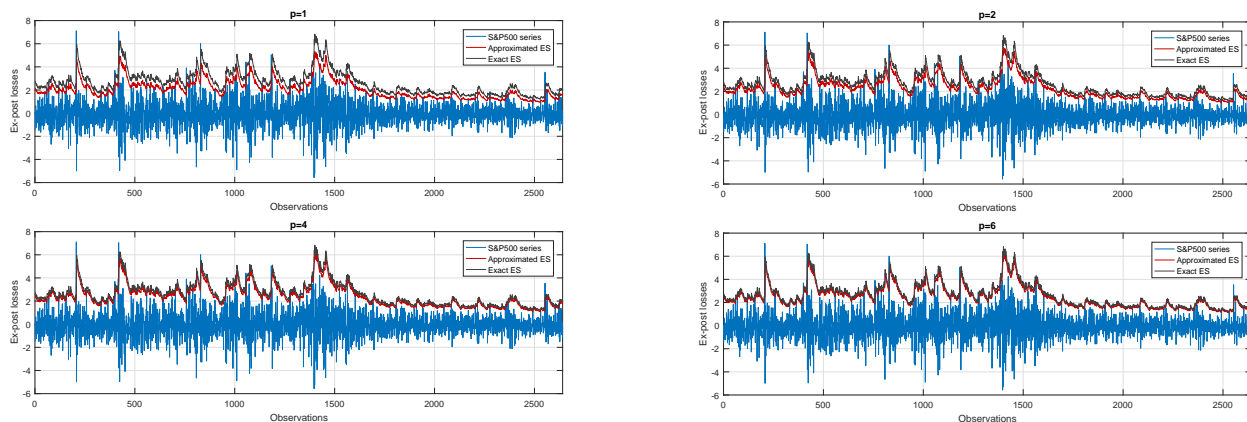 p=1
8
6
4
2
0
-2
-4
-6
Ex-post losses
S&P500 series
Approximated ES
Exact ES
0 500 1000 1500 2000 2500
Observations
p=2
8
6
4
2
0
-2
-4
-6
Ex-post losses
S&P500 series
Approximated ES
Exact ES
0 500 1000 1500 2000 2500
Observations
p=4
8
6
4
2
0
-2
-4
-6
Ex-post losses
S&P500 series
Approximated ES
Exact ES
0 500 1000 1500 2000 2500
Observations
p=6
8
6
4
2
0
-2
-4
-6
Ex-post losses
S&P500 series
Approximated ES
Exact ES
0 500 1000 1500 2000 2500
Observations